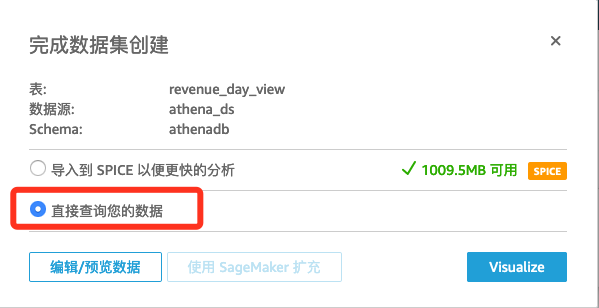 完成数据集创建
表: revenue_day_view
数据源: athena_ds
Schema: athenadb
导入到 SPICE 以便更快的分析 1009.5MB 可用 SPICE
直接查询您的数据
编辑/预览数据 使用 SageMaker 扩充 Visualize